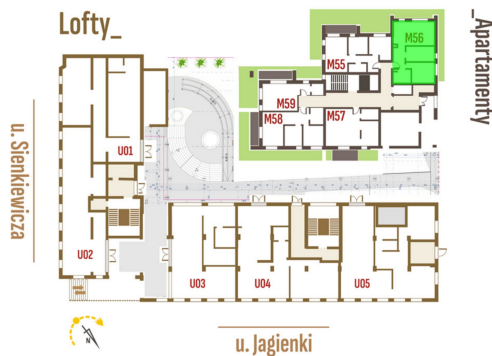 Lofty_
_Apartamenty
M56
M55
M59
M58
M57
U01
u. Sienkiewicza
U02
U03
U04
U05
N
u. Jagienki